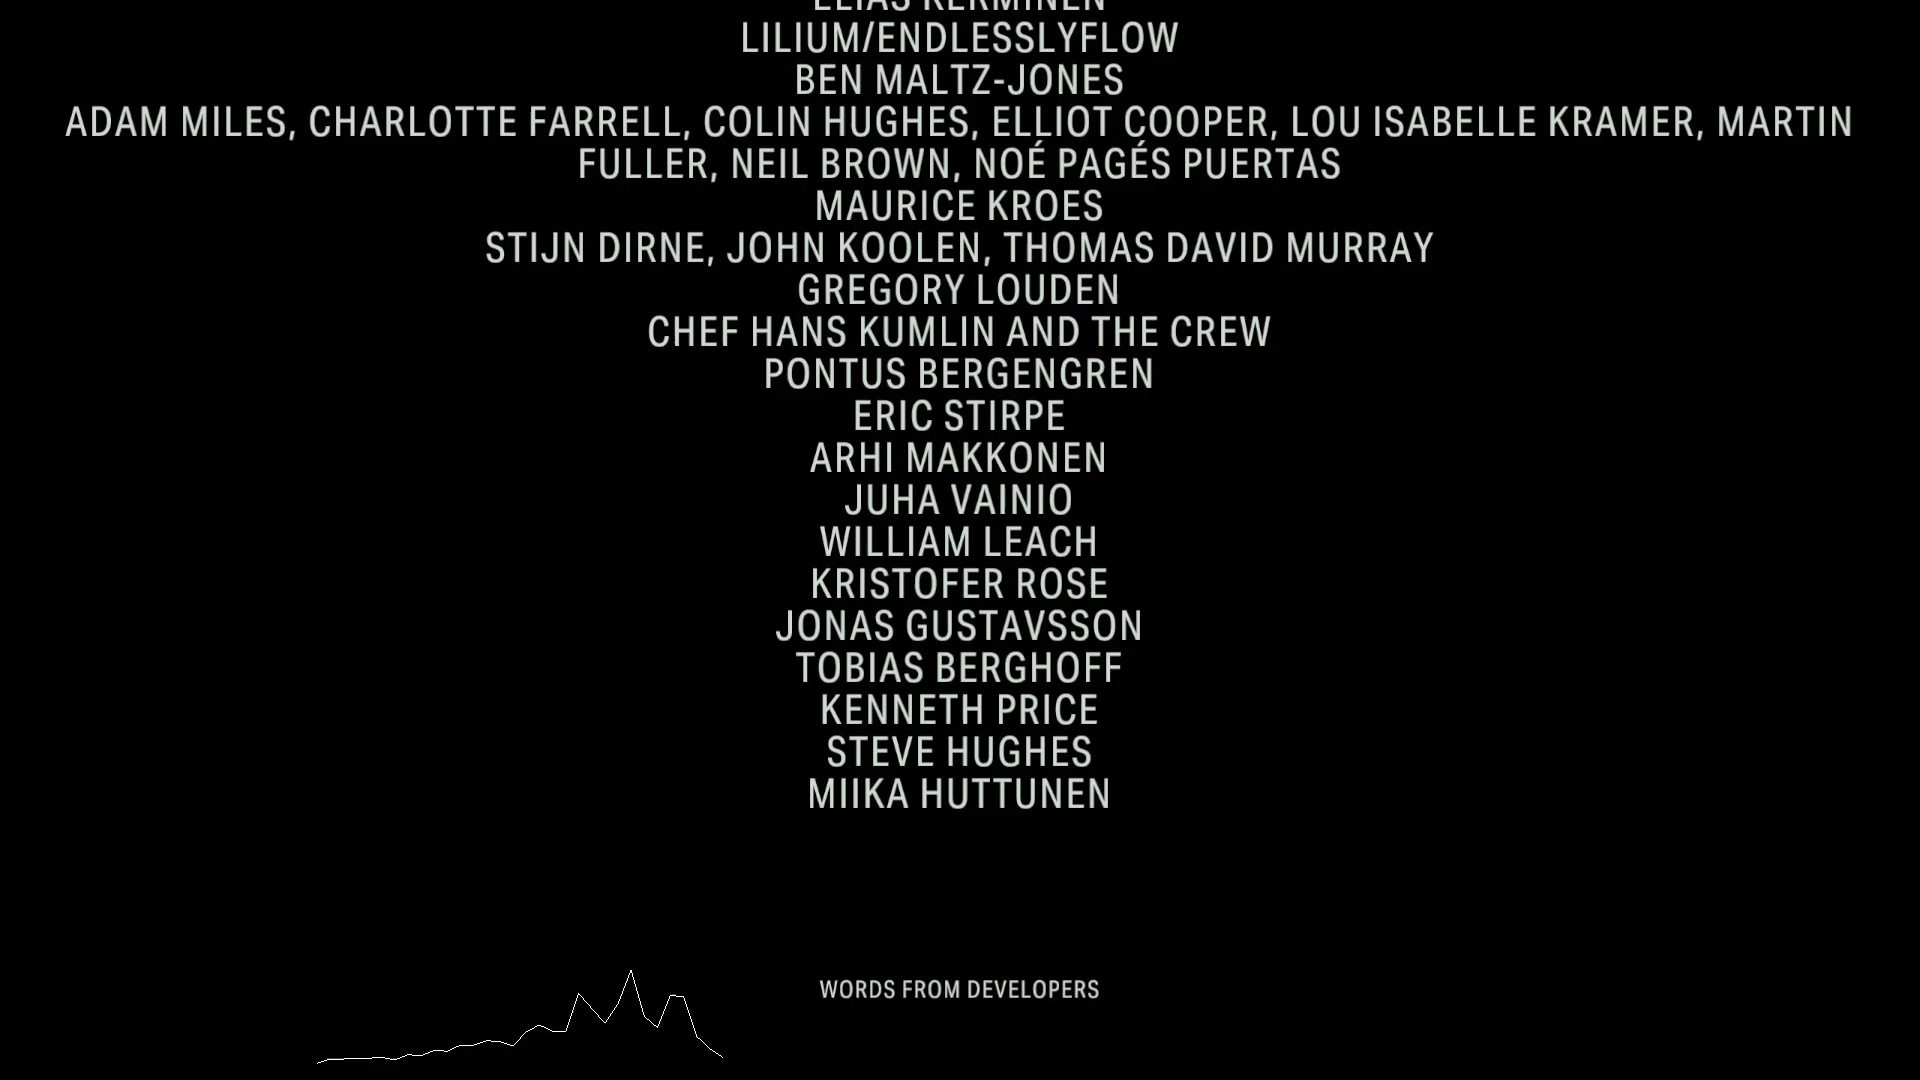 ELIAS KERMINEN
LILIUM/ENDLESSLYFLOW
BEN MALTZ-JONES
ADAM MILES, CHARLOTTE FARRELL, COLIN HUGHES, ELLIOT COOPER, LOU ISABELLE KRAMER, MARTIN
FULLER, NEIL BROWN, NOÉ PAGÉS PUERTAS
MAURICE KROES
STIJN DIRNE, JOHN KOOLEN, THOMAS DAVID MURRAY
GREGORY LOUDEN
CHEF HANS KUMLIN AND THE CREW
PONTUS BERGENGREN
ERIC STIRPE
ARHI MAKKONEN
JUHA VAINIO
WILLIAM LEACH
KRISTOFER ROSE
JONAS GUSTAVSSON
TOBIAS BERGHOFF
KENNETH PRICE
STEVE HUGHES
MIIKA HUTTUNEN
WORDS FROM DEVELOPERS